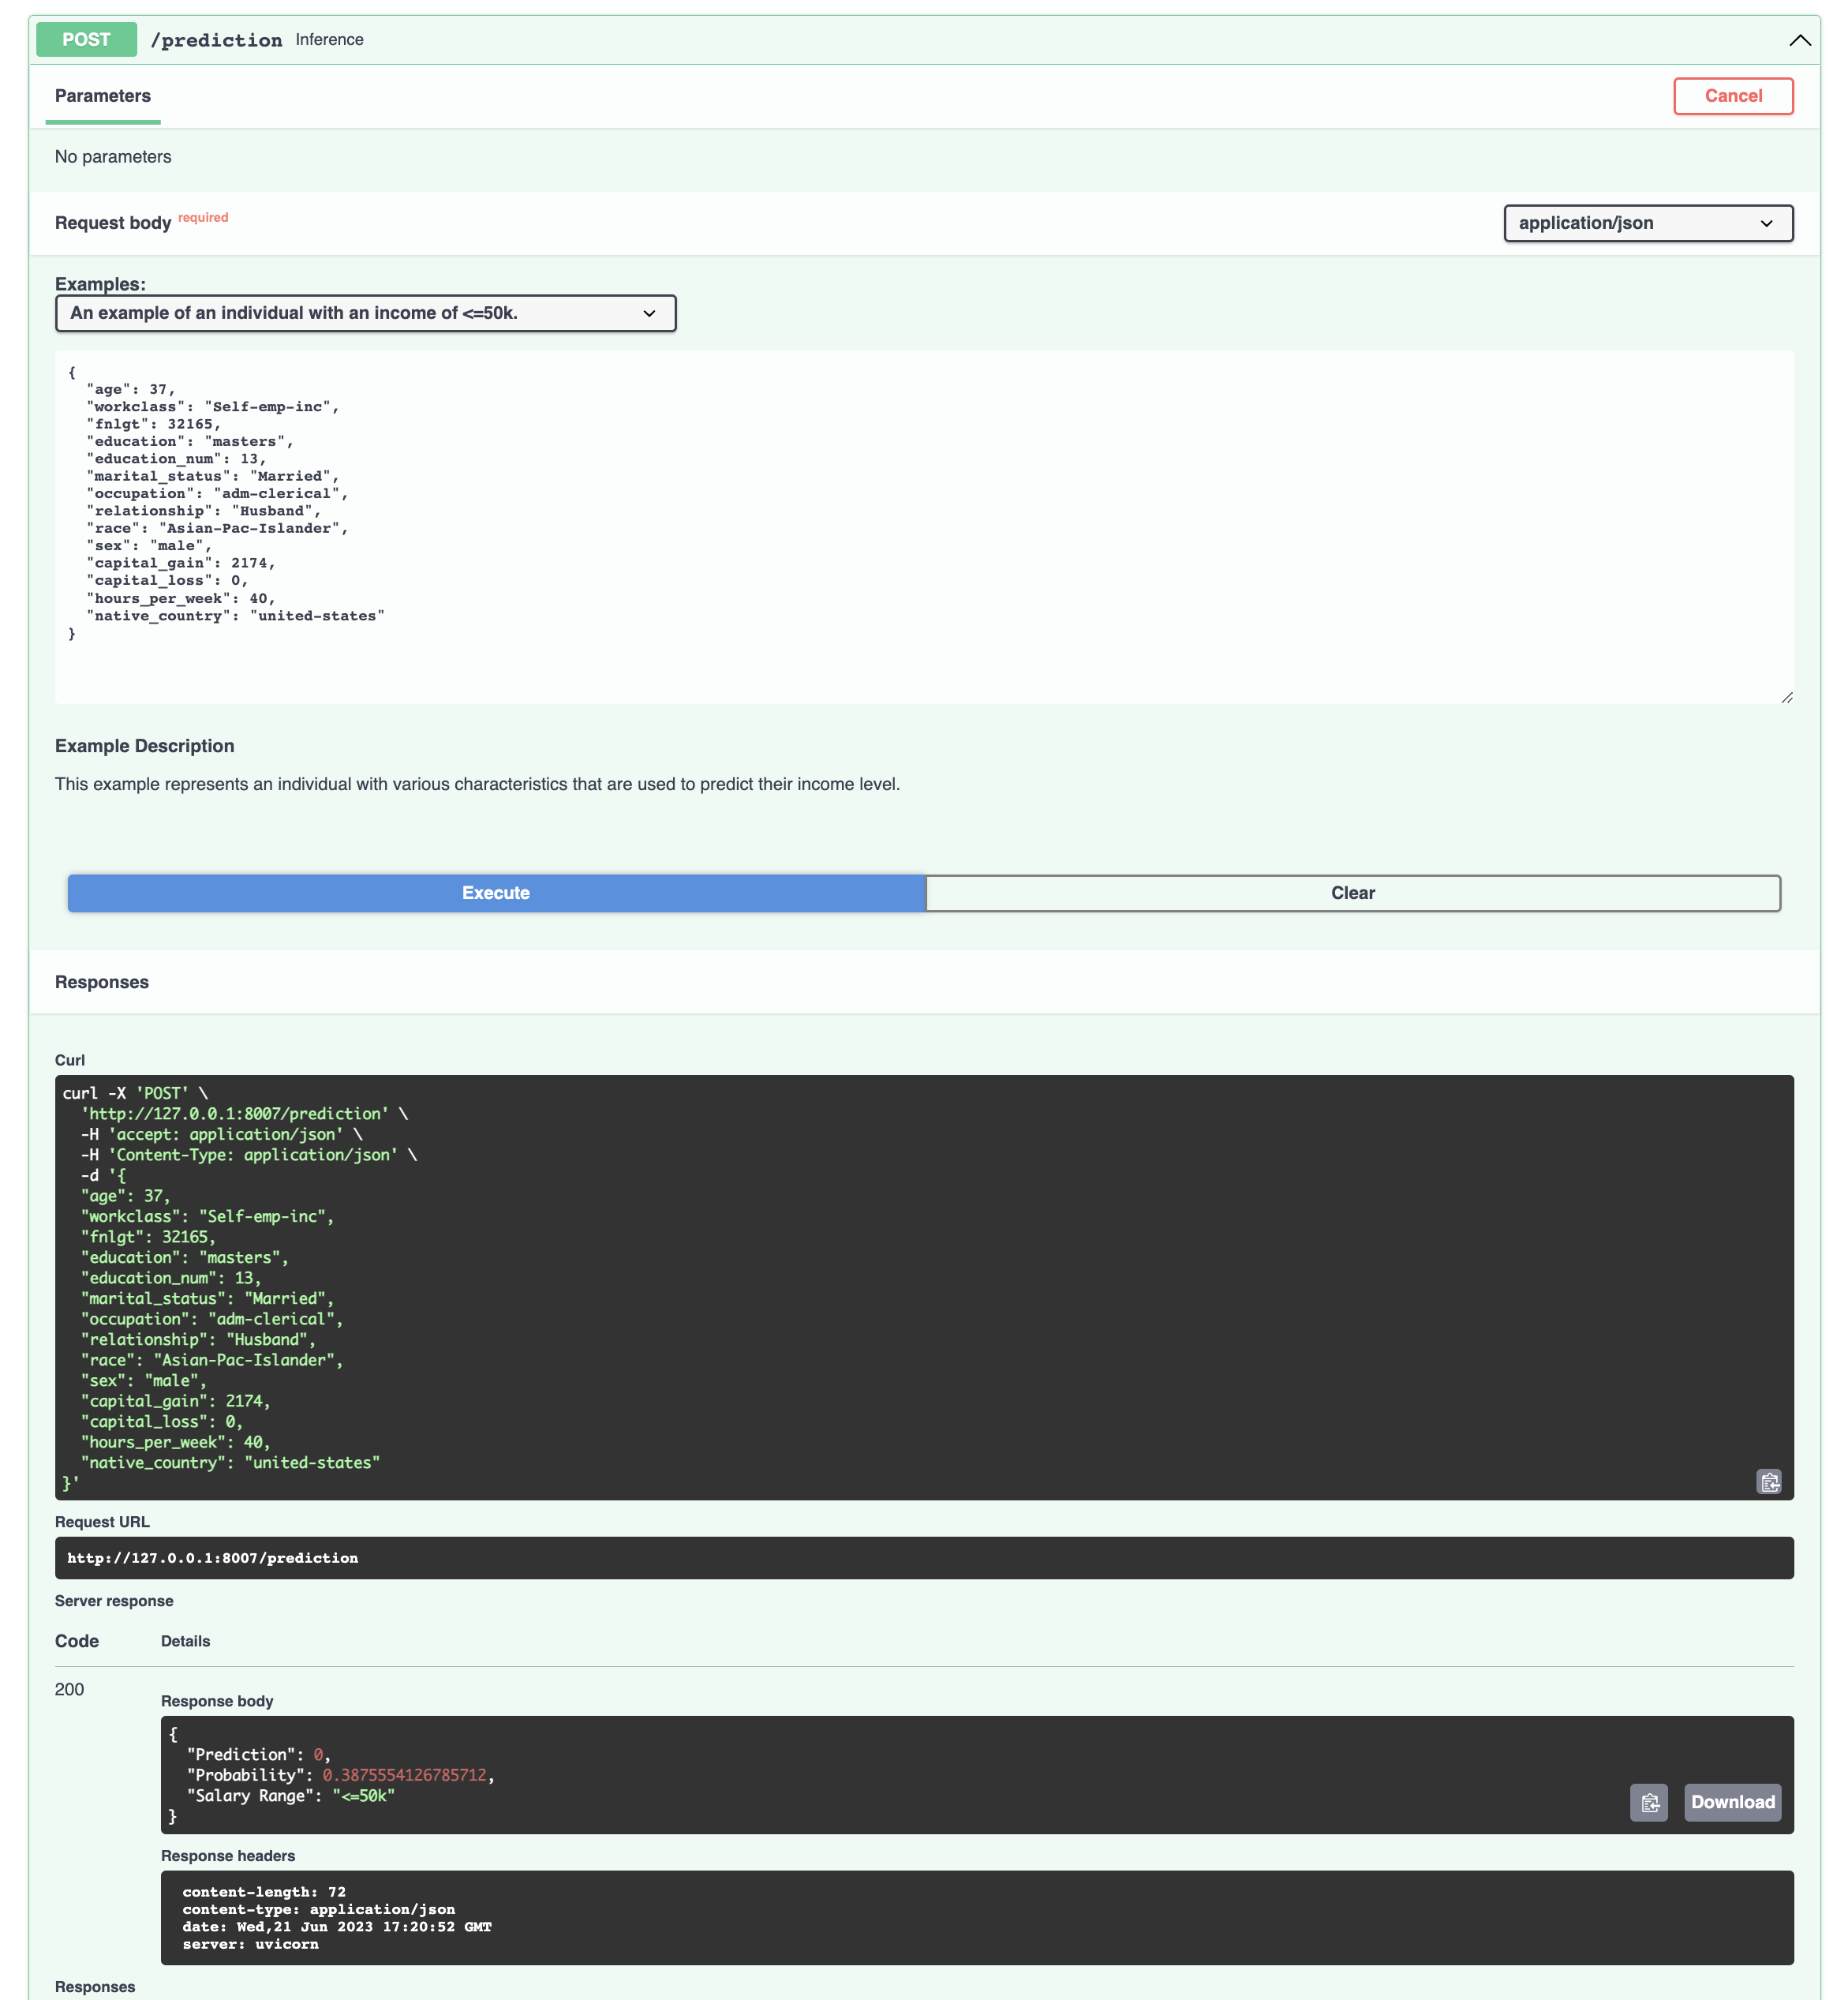 POST /prediction Inference
Parameters
Cancel
No parameters
Request body required
application/json
Examples:
An example of an individual with an income of <=50k.
{
  "age": 37,
  "workclass": "Self-emp-inc",
  "fnlgt": 32165,
  "education": "masters",
  "education_num": 13,
  "marital_status": "Married",
  "occupation": "adm-clerical",
  "relationship": "Husband",
  "race": "Asian-Pac-Islander",
  "sex": "male",
  "capital_gain": 2174,
  "capital_loss": 0,
  "hours_per_week": 40,
  "native_country": "united-states"
}
Example Description
This example represents an individual with various characteristics that are used to predict their income level.
Execute
Clear
Responses
Curl
curl -X 'POST' \
  'http://127.0.0.1:8007/prediction' \
  -H 'accept: application/json' \
  -H 'Content-Type: application/json' \
  -d '{
  "age": 37,
  "workclass": "Self-emp-inc",
  "fnlgt": 32165,
  "education": "masters",
  "education_num": 13,
  "marital_status": "Married",
  "occupation": "adm-clerical",
  "relationship": "Husband",
  "race": "Asian-Pac-Islander",
  "sex": "male",
  "capital_gain": 2174,
  "capital_loss": 0,
  "hours_per_week": 40,
  "native_country": "united-states"
}'
Request URL
http://127.0.0.1:8007/prediction
Server response
Code Details
200
Response body
{
  "Prediction": 0,
  "Probability": 0.3875554126785712,
  "Salary Range": "<=50k"
}
Download
Response headers
content-length: 72
content-type: application/json
date: Wed,21 Jun 2023 17:20:52 GMT
server: uvicorn
Responses